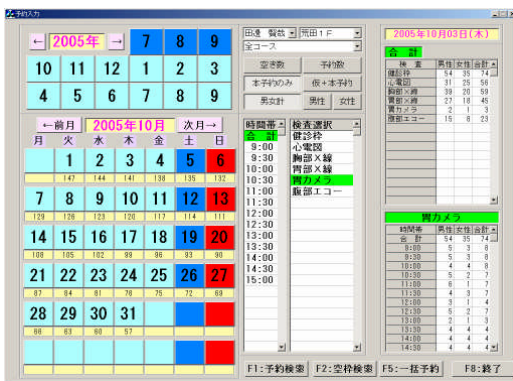 予約入力
← 2005年 → 7 8 9
10 11 12 1 2 3
4 5 6 7 8 9
←前月 2005年10月 次月→
月 火 水 木 金 土 日
1 2 3 4 5 6
147 144 141 138 135 132
7 8 9 10 11 12 13
129 126 123 120 117 114 111
14 15 16 17 18 19 20
108 105 102 99 96 93 90
21 22 23 24 25 26 27
87 84 81 78 75 72 69
28 29 30 31
66 63 60 57
荒田1F
全コース
空き数 予約数
本予約のみ 仮+本予約
男女計 男性 女性
時間帯 検査選択
合 計 健診枠
9:00 心電図
9:30 胸部X線
10:00 胃部X線
10:30 胃カメラ
11:00 腹部エコー
11:30
12:00
12:30
13:00
13:30
14:00
14:30
15:00
2005年10月03日(木)
合 計
検 査 男性 女性 合計
健診枠 54 35 74
心電図 31 25 56
胸部X線 39 20 59
胃部X線 27 18 45
胃カメラ 2 1 3
腹部エコー 15 8 23
胃カメラ
時間帯 男性 女性 合計
合 計 54 35 74
9:00 5 3 8
9:30 5 3 8
10:00 4 4 8
10:30 5 2 7
11:00 6 1 7
11:30 4 3 7
12:00 3 1 4
12:30 5 2 7
13:00 2 1 3
13:30 4 4 4
14:00 4 4 4
14:30 4 4 4
F1:予約検索 F2:空枠検索 F5:一括予約 F8:終了